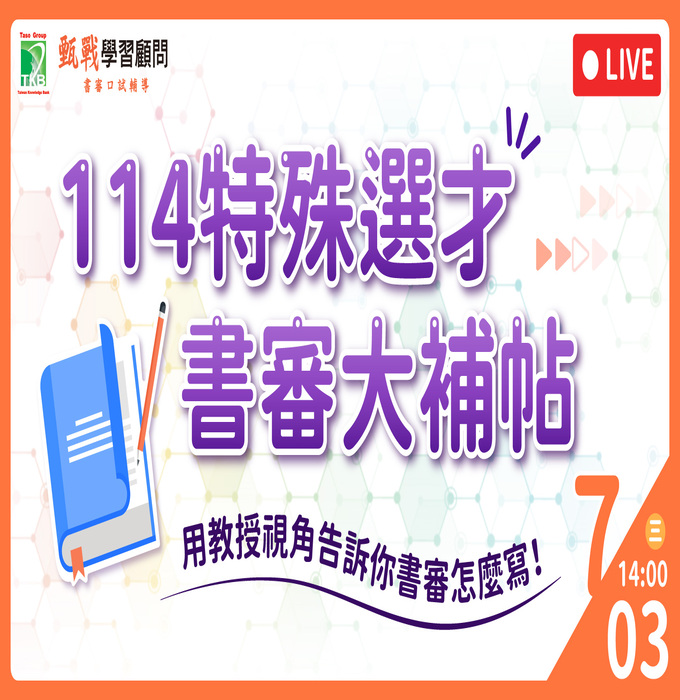 Taso Group
TKB
Taiwan Knowledge Bank
甄戰學習顧問
書審口試輔導
LIVE
114特殊選才
書審大補帖
用教授視角告訴你書審怎麼寫!
7
三
14:00
03